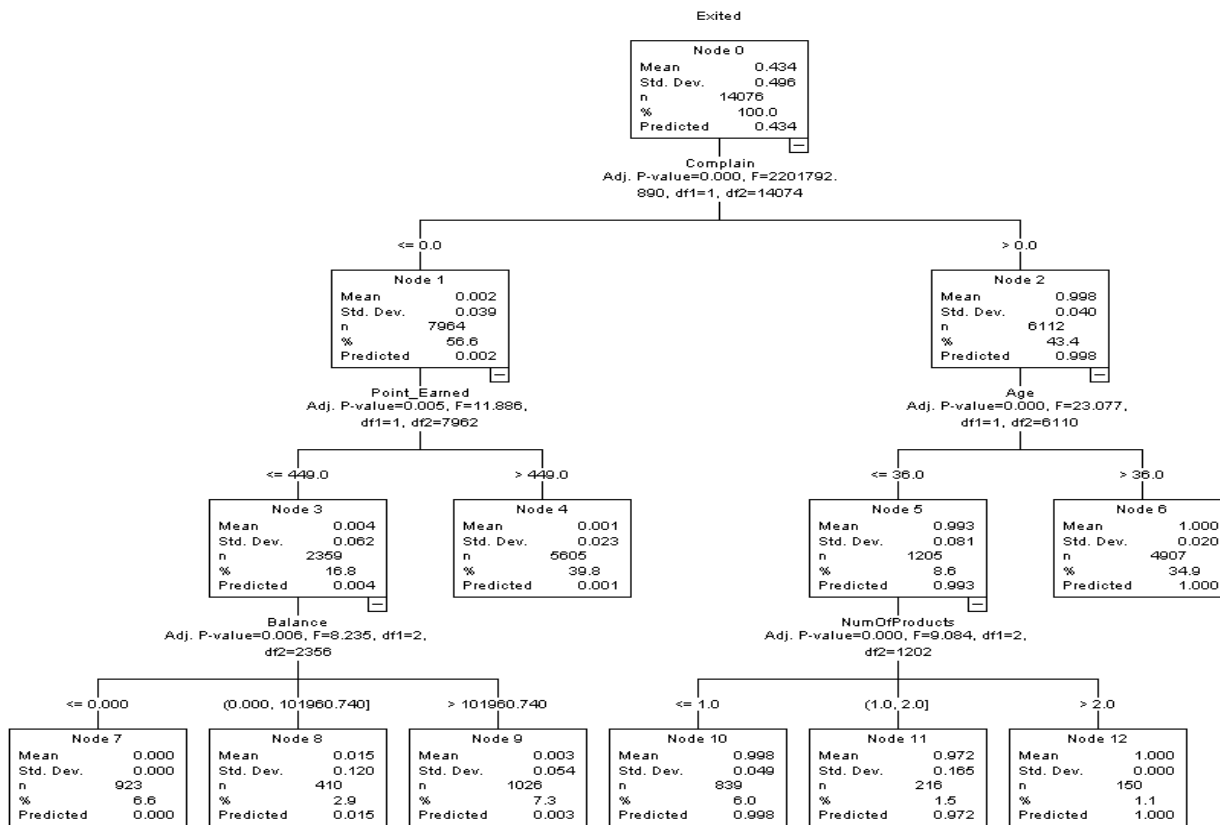 Exited
Node 0
Mean 0.434
Std. Dev. 0.496
n 14076
% 100.0
Predicted 0.434
Complain
Adj. P-value=0.000, F=2201792.
890, df1=1, df2=14074
<= 0.0
> 0.0
Node 1
Mean 0.002
Std. Dev. 0.039
n 7964
% 56.6
Predicted 0.002
Node 2
Mean 0.998
Std. Dev. 0.040
n 6112
% 43.4
Predicted 0.998
Point_Earned
Adj. P-value=0.005, F=11.886,
df1=1, df2=7962
Age
Adj. P-value=0.000, F=23.077,
df1=1, df2=6110
<= 449.0
> 449.0
<= 36.0
> 36.0
Node 3
Mean 0.004
Std. Dev. 0.062
n 2359
% 16.8
Predicted 0.004
Node 4
Mean 0.001
Std. Dev. 0.023
n 5605
% 39.8
Predicted 0.001
Node 5
Mean 0.993
Std. Dev. 0.081
n 1205
% 8.6
Predicted 0.993
Node 6
Mean 1.000
Std. Dev. 0.020
n 4907
% 34.9
Predicted 1.000
Balance
Adj. P-value=0.006, F=8.235, df1=2,
df2=2356
NumOfProducts
Adj. P-value=0.000, F=9.084, df1=2,
df2=1202
<= 0.000
(0.000, 101960.740]
> 101960.740
<= 1.0
(1.0, 2.0]
> 2.0
Node 7
Mean 0.000
Std. Dev. 0.000
n 923
% 6.6
Predicted 0.000
Node 8
Mean 0.015
Std. Dev. 0.120
n 410
% 2.9
Predicted 0.015
Node 9
Mean 0.003
Std. Dev. 0.054
n 1026
% 7.3
Predicted 0.003
Node 10
Mean 0.998
Std. Dev. 0.049
n 839
% 6.0
Predicted 0.998
Node 11
Mean 0.972
Std. Dev. 0.165
n 216
% 1.5
Predicted 0.972
Node 12
Mean 1.000
Std. Dev. 0.000
n 150
% 1.1
Predicted 1.000